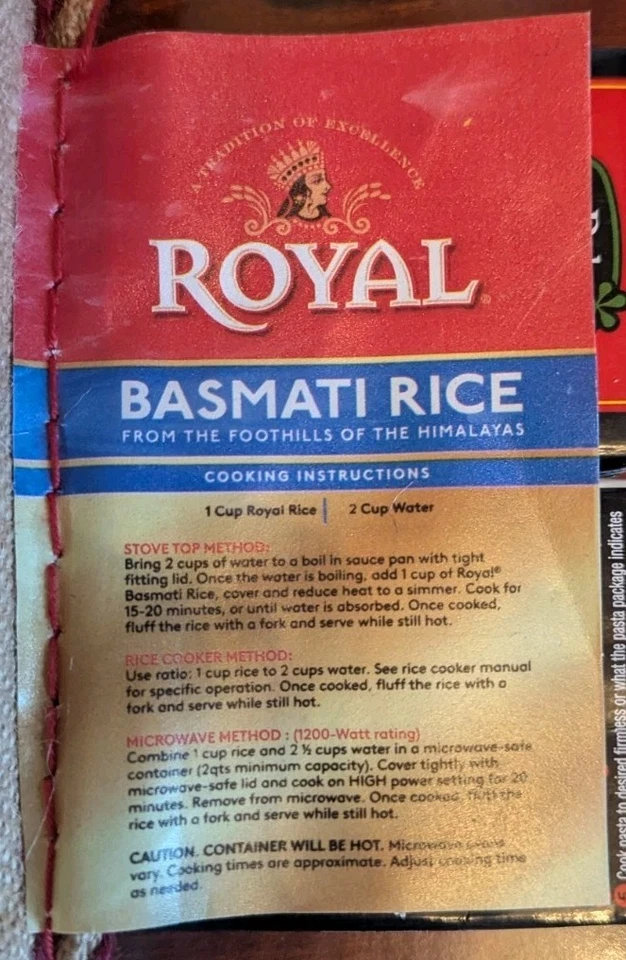 A TRADITION OF EXCELLENCE
ROYAL®
BASMATI RICE
FROM THE FOOTHILLS OF THE HIMALAYAS
COOKING INSTRUCTIONS
1 Cup Royal Rice | 2 Cup Water
STOVE TOP METHOD:
Bring 2 cups of water to a boil in sauce pan with tight
fitting lid. Once the water is boiling, add 1 cup of Royal®
Basmati Rice, cover and reduce heat to a simmer. Cook for
15-20 minutes, or until water is absorbed. Once cooked,
fluff the rice with a fork and serve while still hot.
RICE COOKER METHOD:
Use ratio: 1 cup rice to 2 cups water. See rice cooker manual
for specific operation. Once cooked, fluff the rice with a
fork and serve while still hot.
MICROWAVE METHOD : (1200-Watt rating)
Combine 1 cup rice and 2 ½ cups water in a microwave-safe
container (2qts minimum capacity). Cover tightly with
microwave-safe lid and cook on HIGH power setting for 20
minutes. Remove from microwave. Once cooked, fluff the
rice with a fork and serve while still hot.
CAUTION. CONTAINER WILL BE HOT. Microwave ovens
vary. Cooking times are approximate. Adjust cooking time
as needed.
Cook pasta to desired firmness or what the pasta package indicates